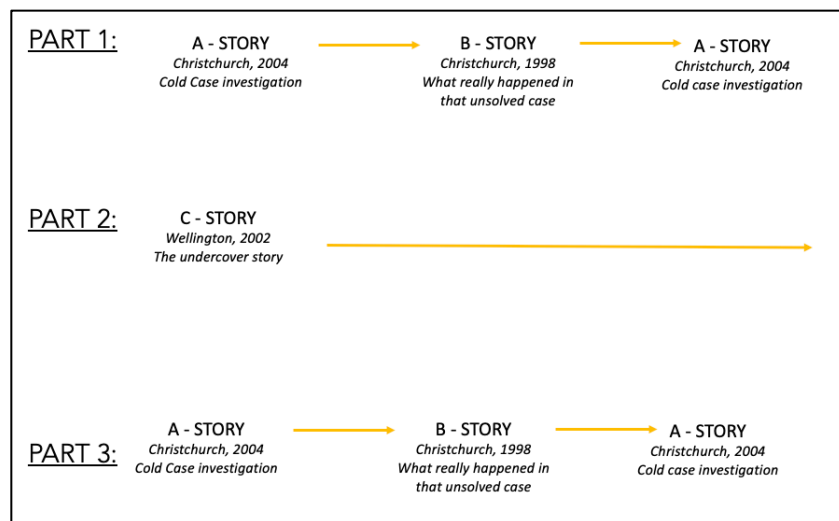 PART 1:
A - STORY
Christchurch, 2004
Cold Case investigation
B - STORY
Christchurch, 1998
What really happened in
that unsolved case
A - STORY
Christchurch, 2004
Cold case investigation
PART 2:
C - STORY
Wellington, 2002
The undercover story
PART 3:
A - STORY
Christchurch, 2004
Cold Case investigation
B - STORY
Christchurch, 1998
What really happened in
that unsolved case
A - STORY
Christchurch, 2004
Cold case investigation